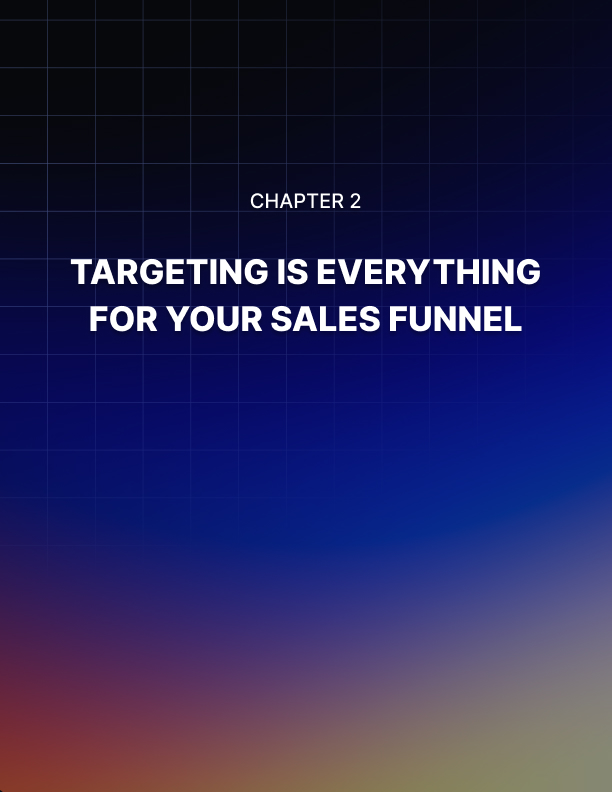 CHAPTER 2
TARGETING IS EVERYTHING
FOR YOUR SALES FUNNEL